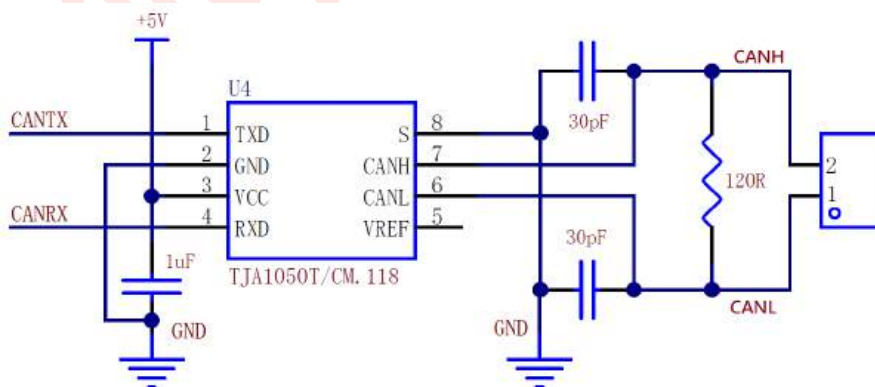 +5V
U4
CANTX
CANRX
1
2
3
4
TXD
GND
VCC
RXD
S
CANH
CANL
VREF
8
7
6
5
TJA1050T/CM.118
1uF
GND
30pF
30pF
GND
CANH
120R
CANL
2
1